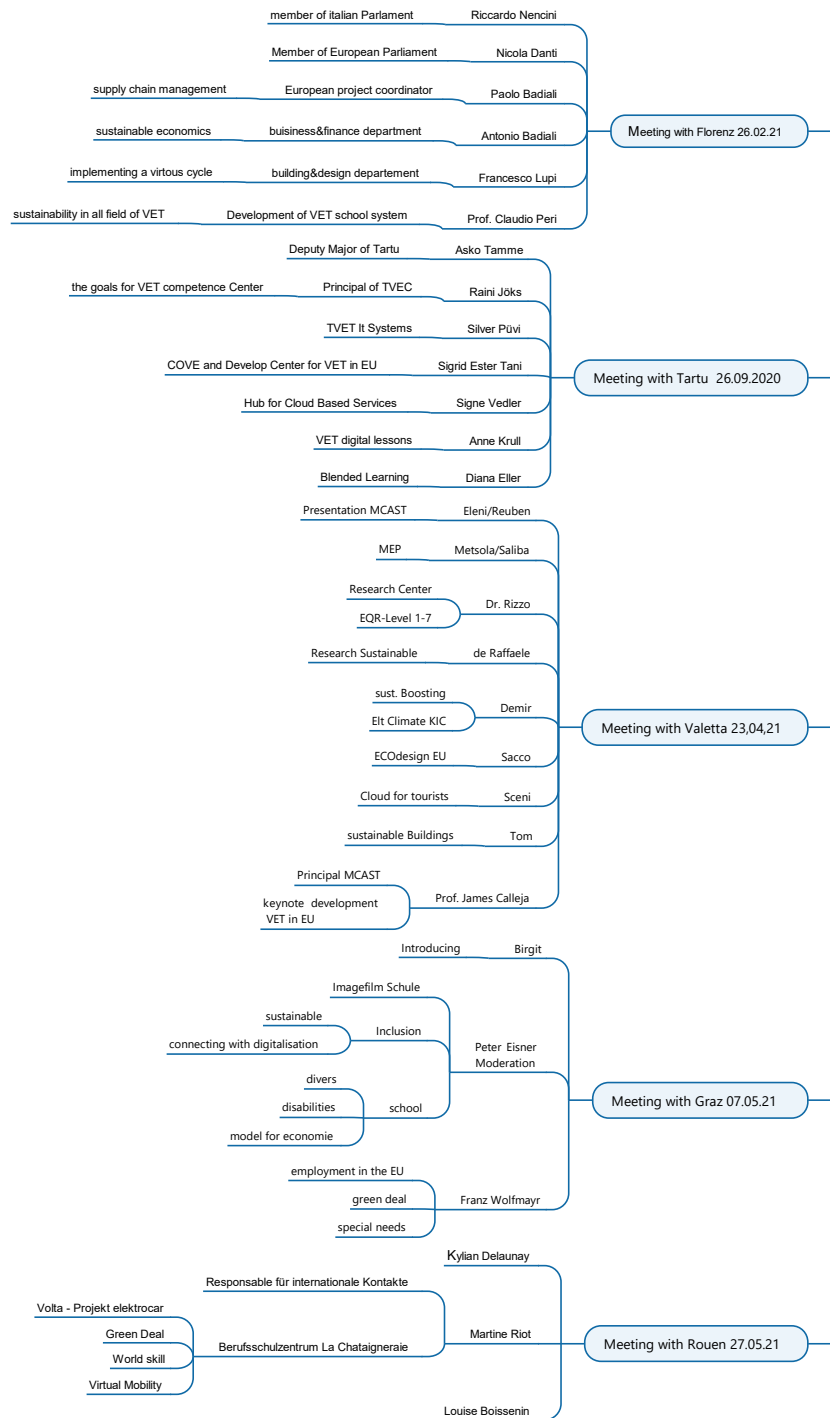 member of italian Parlament
Riccardo Nencini
Member of European Parliament
Nicola Danti
supply chain management
European project coordinator
Paolo Badiali
Meeting with Florenz 26.02.21
sustainable economics
buisiness&finance department
Antonio Badiali
implementing a virtous cycle
building&design departement
Francesco Lupi
sustainability in all field of VET
Development of VET school system
Prof. Claudio Peri
Deputy Major of Tartu
Asko Tamme
the goals for VET competence Center
Principal of TVEC
Raini Jöks
TVET It Systems
Silver Püvi
COVE and Develop Center for VET in EU
Sigrid Ester Tani
Meeting with Tartu 26.09.2020
Hub for Cloud Based Services
Signe Vedler
VET digital lessons
Anne Krull
Blended Learning
Diana Eller
Presentation MCAST
Eleni/Reuben
MEP
Metsola/Saliba
Research Center
EQR-Level 1-7
Dr. Rizzo
Research Sustainable
de Raffaele
sust. Boosting
Elt Climate KIC
Demir
Meeting with Valetta 23,04,21
ECOdesign EU
Sacco
Cloud for tourists
Sceni
sustainable Buildings
Tom
Principal MCAST
keynote development
VET in EU
Prof. James Calleja
Introducing
Birgit
Imagefilm Schule
sustainable
connecting with digitalisation
Inclusion
Peter Eisner
Moderation
divers
disabilities
model for economie
school
Meeting with Graz 07.05.21
employment in the EU
green deal
special needs
Franz Wolfmayr
Kylian Delaunay
Responsable für internationale Kontakte
Volta - Projekt elektrocar
Green Deal
World skill
Virtual Mobility
Berufsschulzentrum La Chataigneraie
Martine Riot
Meeting with Rouen 27.05.21
Louise Boissenin